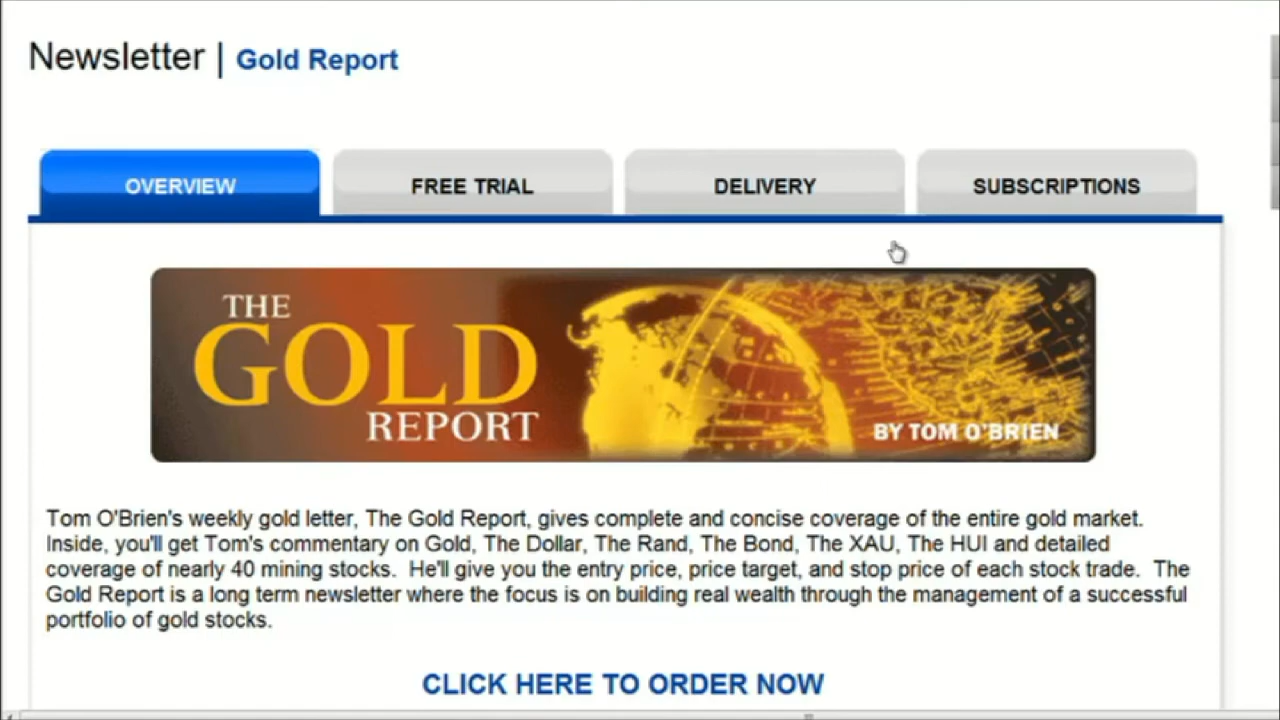 Newsletter | Gold Report
OVERVIEW
FREE TRIAL
DELIVERY
SUBSCRIPTIONS
THE
GOLD
REPORT
BY TOM O'BRIEN
Tom O'Brien's weekly gold letter, The Gold Report, gives complete and concise coverage of the entire gold market.
Inside, you'll get Tom's commentary on Gold, The Dollar, The Rand, The Bond, The XAU, The HUI and detailed
coverage of nearly 40 mining stocks.  He'll give you the entry price, price target, and stop price of each stock trade.  The
Gold Report is a long term newsletter where the focus is on building real wealth through the management of a successful
portfolio of gold stocks.
CLICK HERE TO ORDER NOW